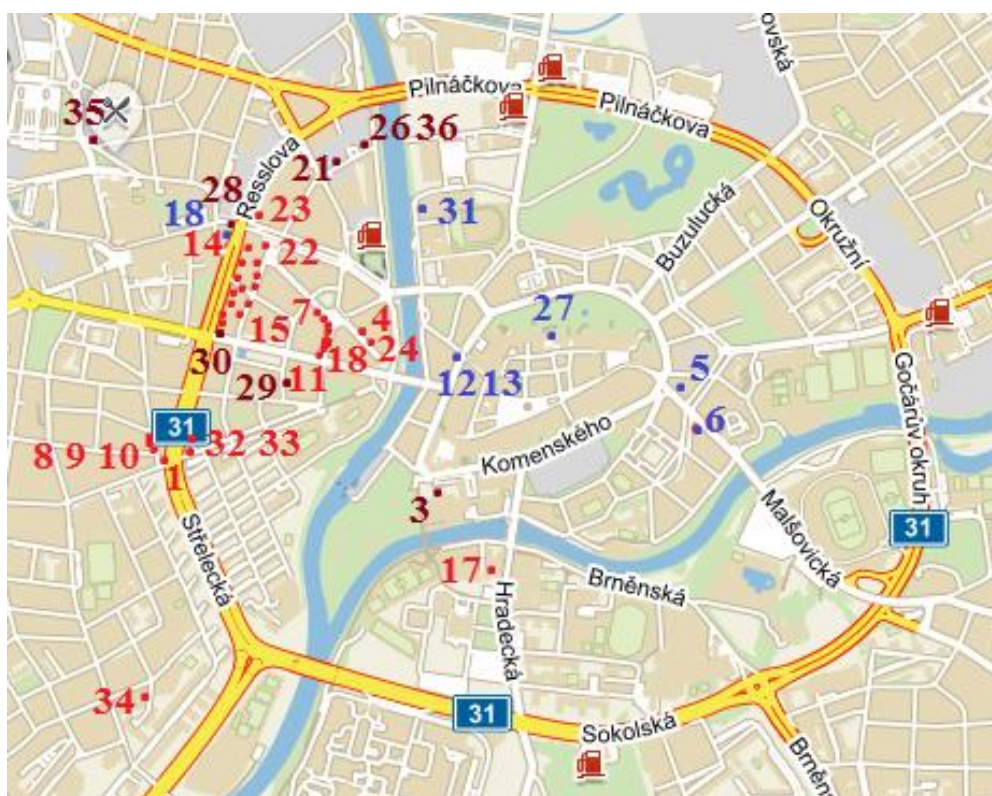 ovská
Pilnáčkova
Pilnáčkova
35
26 36
21
Resslova
28
23
18
31
Buzulucká
Okružní
14
22
27
7
4
15
18
24
30
29
11
12 13
5
6
Gočárův okruh
31
8 9 10
32 33
1
Komenského
3
Malšovická
31
Střelecká
17
Hradecká
Brněnská
34
31
Sokolská
Brněns